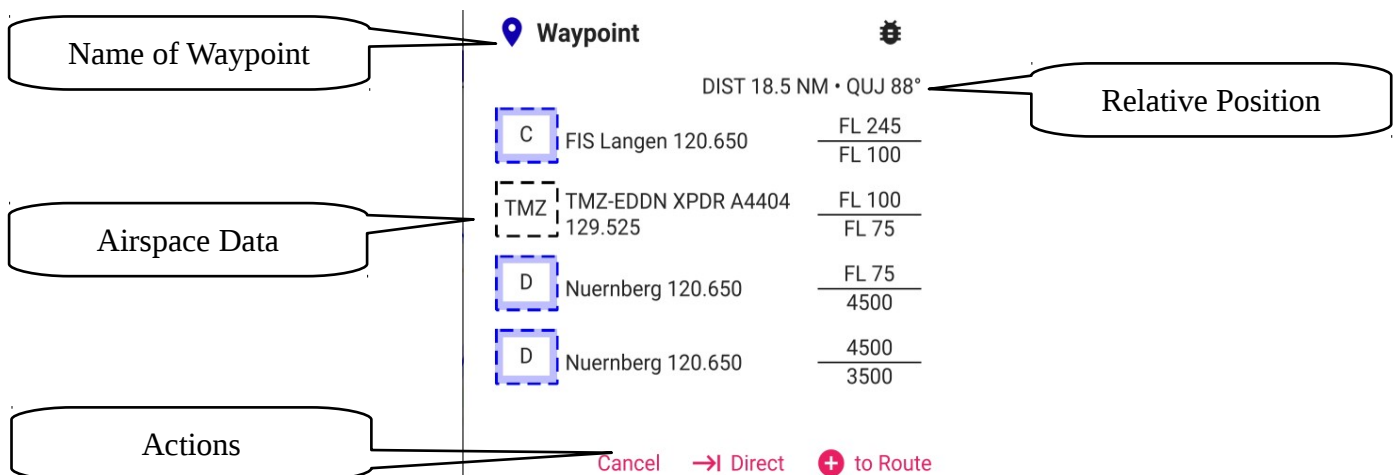 Name of Waypoint
Waypoint
DIST 18.5 NM • QUJ 88°
Relative Position
C
FIS Langen 120.650
FL 245
FL 100
TMZ
TMZ-EDDN XPDR A4404
129.525
FL 100
FL 75
Airspace Data
D
Nuernberg 120.650
FL 75
4500
D
Nuernberg 120.650
4500
3500
Actions
Cancel
Direct
to Route